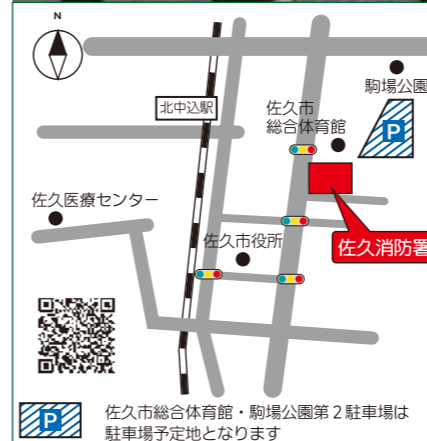 N
駒場公園
P
北中込駅
佐久市
総合体育館
佐久医療センター
佐久市役所
佐久消防署
P
佐久市総合体育館・駒場公園第2駐車場は
駐車場予定地となります